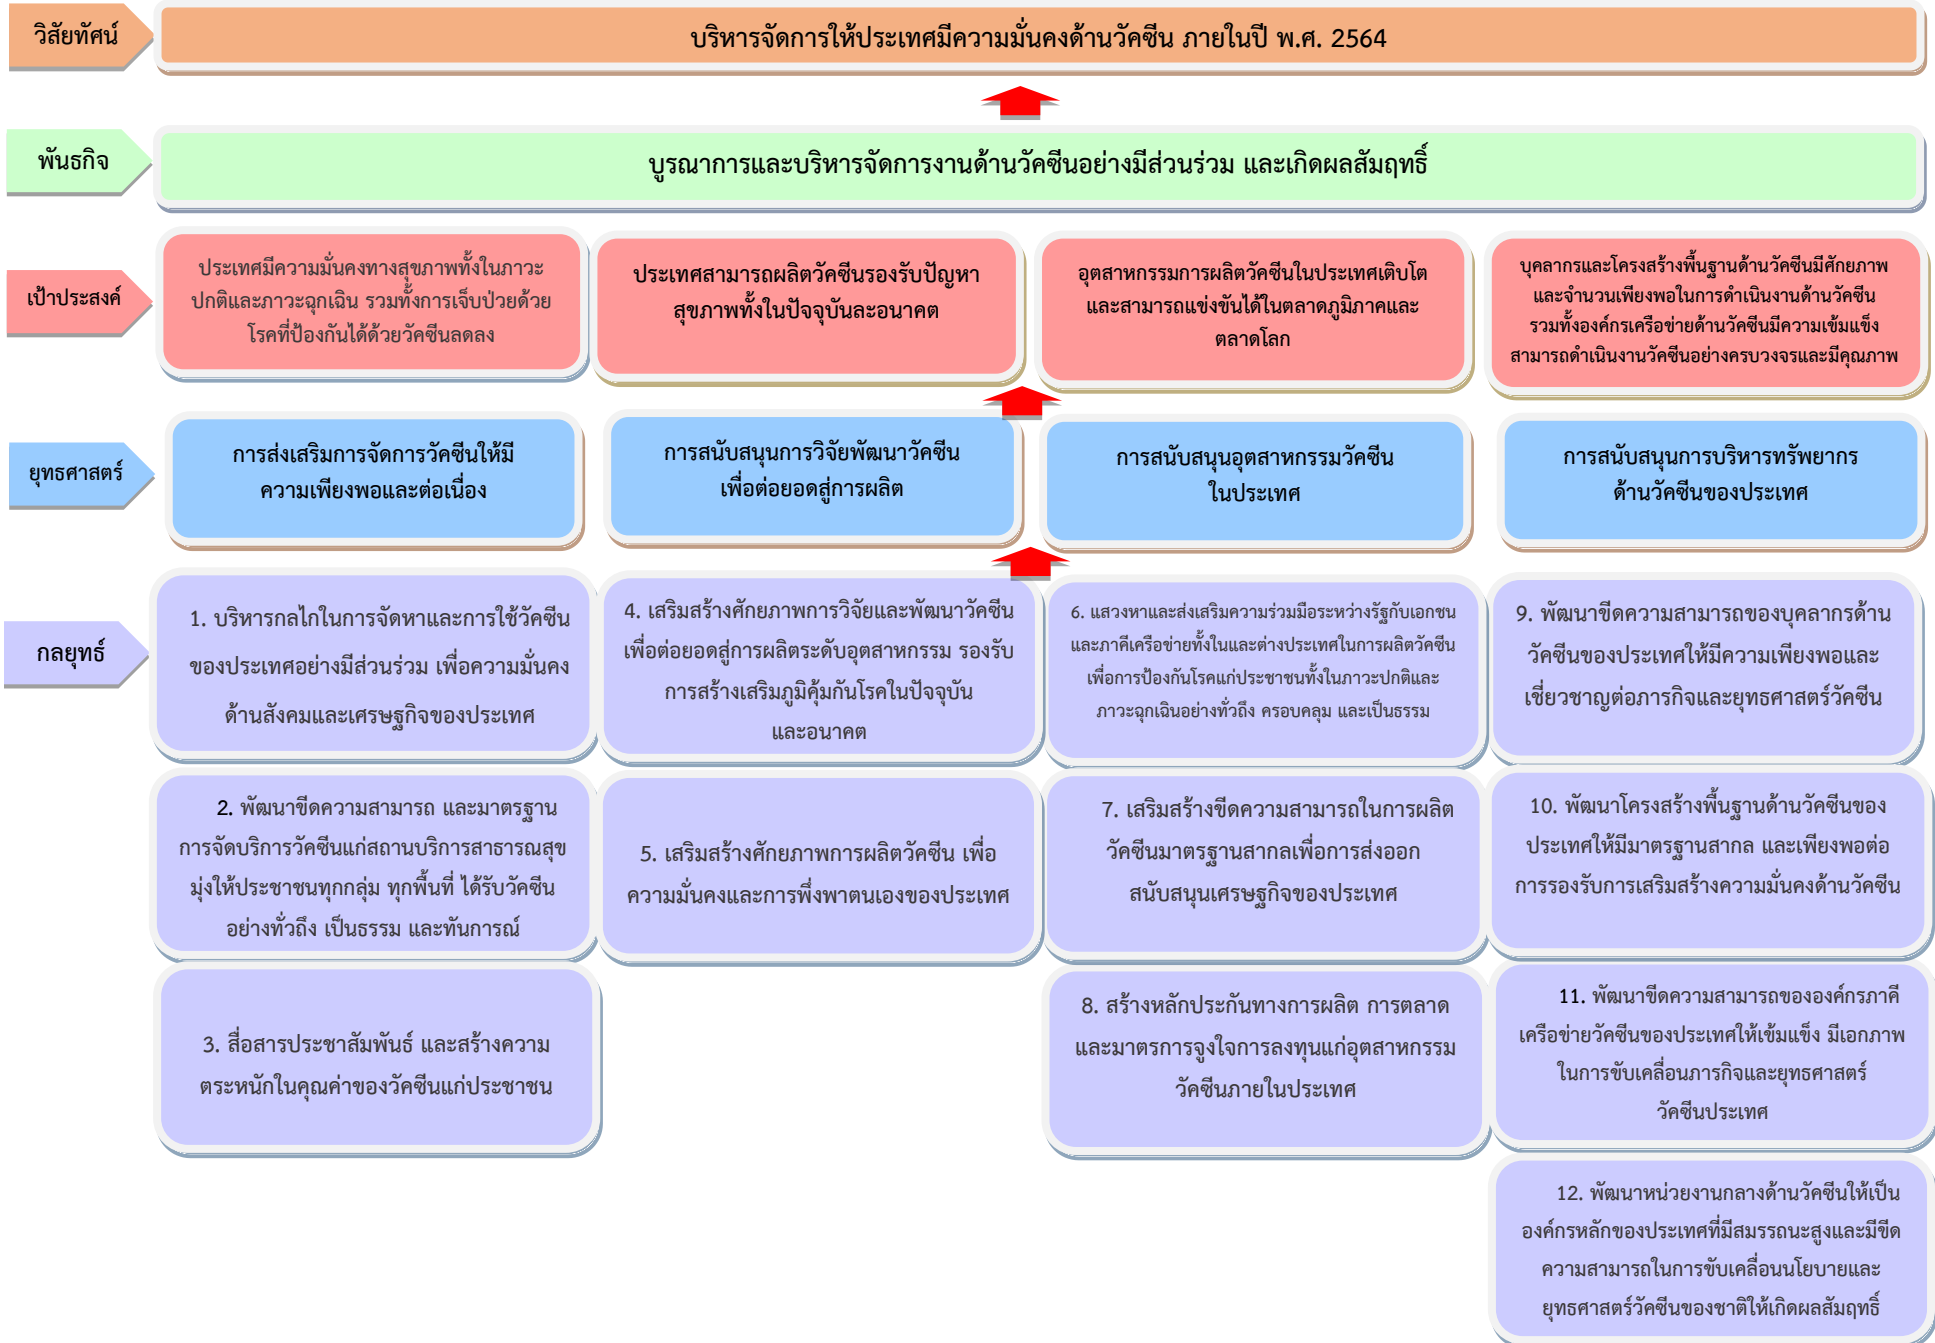 วิสัยทัศน์
บริหารจัดการให้ประเทศมีความมั่นคงด้านวัคซีน ภายในปี พ.ศ. 2564
พันธกิจ
บูรณาการและบริหารจัดการงานด้านวัคซีนอย่างมีส่วนร่วม และเกิดผลสัมฤทธิ์
เป้าประสงค์
ประเทศมีความมั่นคงทางสุขภาพทั้งในภาวะ
ปกติและภาวะฉุกเฉิน รวมทั้งการเจ็บป่วยด้วย
โรคที่ป้องกันได้ด้วยวัคซีนลดลง
ประเทศสามารถผลิตวัคซีนรองรับปัญหา
สุขภาพทั้งในปัจจุบันละอนาคต
อุตสาหกรรมการผลิตวัคซีนในประเทศเติบโต
และสามารถแข่งขันได้ในตลาดภูมิภาคและ
ตลาดโลก
บุคลากรและโครงสร้างพื้นฐานด้านวัคซีนมีศักยภาพ
และจำนวนเพียงพอในการดำเนินงานด้านวัคซีน
รวมทั้งองค์กรเครือข่ายด้านวัคซีนมีความเข้มแข็ง
สามารถดำเนินงานวัคซีนอย่างครบวงจรและมีคุณภาพ
ยุทธศาสตร์
การส่งเสริมการจัดการวัคซีนให้มี
ความเพียงพอและต่อเนื่อง
การสนับสนุนการวิจัยพัฒนาวัคซีน
เพื่อต่อยอดสู่การผลิต
การสนับสนุนอุตสาหกรรมวัคซีน
ในประเทศ
การสนับสนุนการบริหารทรัพยากร
ด้านวัคซีนของประเทศ
กลยุทธ์
1. บริหารกลไกในการจัดหาและการใช้วัคซีน
ของประเทศอย่างมีส่วนร่วม เพื่อความมั่นคง
ด้านสังคมและเศรษฐกิจของประเทศ
2. พัฒนาขีดความสามารถ และมาตรฐาน
การจัดบริการวัคซีนแก่สถานบริการสาธารณสุข
มุ่งให้ประชาชนทุกกลุ่ม ทุกพื้นที่ ได้รับวัคซีน
อย่างทั่วถึง เป็นธรรม และทันการณ์
3. สื่อสารประชาสัมพันธ์ และสร้างความ
ตระหนักในคุณค่าของวัคซีนแก่ประชาชน
4. เสริมสร้างศักยภาพการวิจัยและพัฒนาวัคซีน
เพื่อต่อยอดสู่การผลิตระดับอุตสาหกรรม รองรับ
การสร้างเสริมภูมิคุ้มกันโรคในปัจจุบัน
และอนาคต
5. เสริมสร้างศักยภาพการผลิตวัคซีน เพื่อ
ความมั่นคงและการพึ่งพาตนเองของประเทศ
6. แสวงหาและส่งเสริมความร่วมมือระหว่างรัฐกับเอกชน
และภาคีเครือข่ายทั้งในและต่างประเทศในการผลิตวัคซีน
เพื่อการป้องกันโรคแก่ประชาชนทั้งในภาวะปกติและ
ภาวะฉุกเฉินอย่างทั่วถึง ครอบคลุม และเป็นธรรม
7. เสริมสร้างขีดความสามารถในการผลิต
วัคซีนมาตรฐานสากลเพื่อการส่งออก
สนับสนุนเศรษฐกิจของประเทศ
8. สร้างหลักประกันทางการผลิต การตลาด
และมาตรการจูงใจการลงทุนแก่อุตสาหกรรม
วัคซีนภายในประเทศ
9. พัฒนาขีดความสามารถของบุคลากรด้าน
วัคซีนของประเทศให้มีความเพียงพอและ
เชี่ยวชาญต่อภารกิจและยุทธศาสตร์วัคซีน
10. พัฒนาโครงสร้างพื้นฐานด้านวัคซีนของ
ประเทศให้มีมาตรฐานสากล และเพียงพอต่อ
การรองรับการเสริมสร้างความมั่นคงด้านวัคซีน
11. พัฒนาขีดความสามารถขององค์กรภาคี
เครือข่ายวัคซีนของประเทศให้เข้มแข็ง มีเอกภาพ
ในการขับเคลื่อนภารกิจและยุทธศาสตร์
วัคซีนประเทศ
12. พัฒนาหน่วยงานกลางด้านวัคซีนให้เป็น
องค์กรหลักของประเทศที่มีสมรรถนะสูงและมีขีด
ความสามารถในการขับเคลื่อนนโยบายและ
ยุทธศาสตร์วัคซีนของชาติให้เกิดผลสัมฤทธิ์